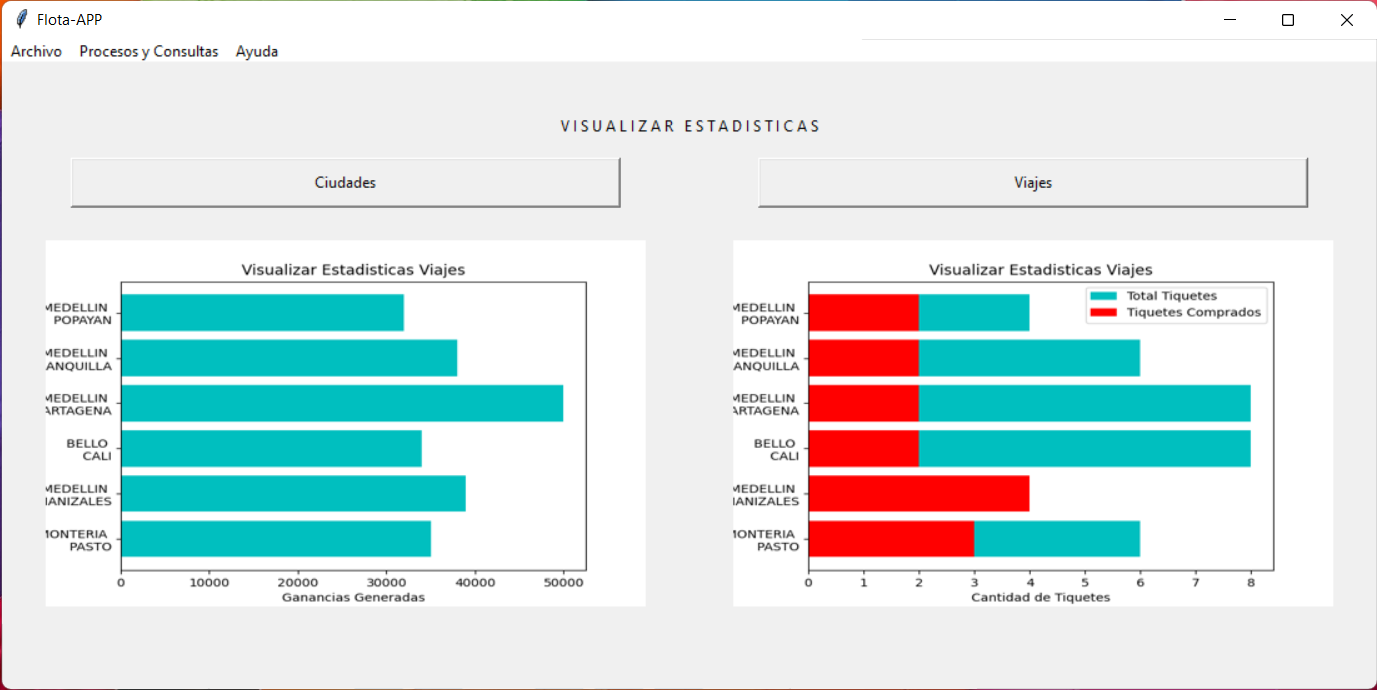 Flota-APP
Archivo Procesos y Consultas Ayuda
VISUALIZAR ESTADISTICAS
Ciudades
Viajes
Visualizar Estadisticas Viajes
MEDELLIN
POPAYAN
MEDELLIN
ANQUILLA
MEDELLIN
ARTAGENA
BELLO
CALI
MEDELLIN
MANIZALES
MONTERIA
PASTO
0 10000 20000 30000 40000 50000
Ganancias Generadas
Visualizar Estadisticas Viajes
Total Tiquetes
Tiquetes Comprados
MEDELLIN
POPAYAN
MEDELLIN
ANQUILLA
MEDELLIN
ARTAGENA
BELLO
CALI
MEDELLIN
MANIZALES
MONTERIA
PASTO
0 1 2 3 4 5 6 7 8
Cantidad de Tiquetes